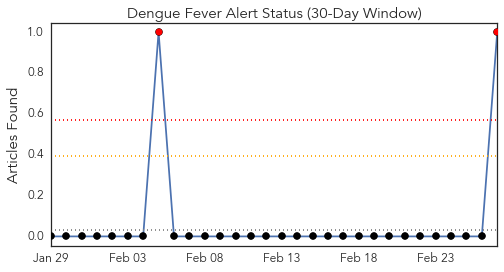 Dengue Fever Alert Status (30-Day Window)
Articles Found
1.0
0.8
0.6
0.4
0.2
0.0
Jan 29 Feb 03 Feb 08 Feb 13 Feb 18 Feb 23